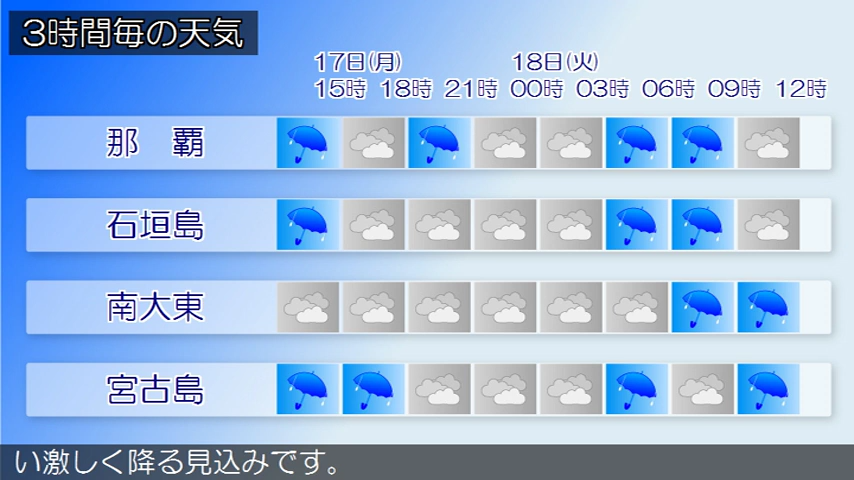 3時間毎の天気
17日(月) 18日(火)
15時 18時 21時 00時 03時 06時 09時 12時
那 覇
石垣島
南大東
宮古島
い激しく降る見込みです。